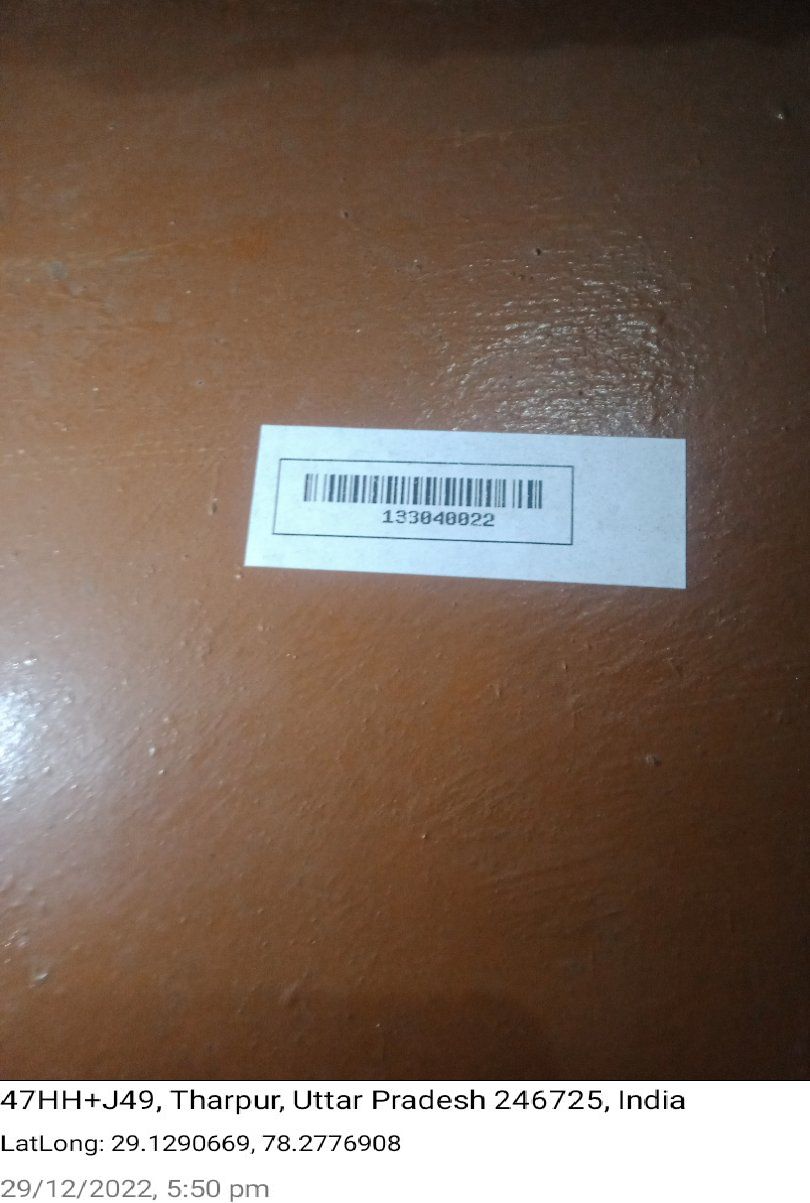 133040022
47HH+J49, Tharpur, Uttar Pradesh 246725, India
LatLong: 29.1290669, 78.2776908
29/12/2022, 5:50 pm